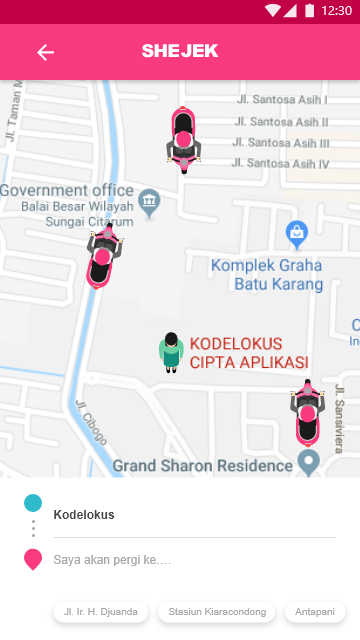 12:30
SHEJEK
Jl. Taman M
Jl. Santosa Asih I
Jl. Santosa Asih II
Jl. Santosa Asih III
Jl. Santosa Asih IV
Government office
Balai Besar Wilayah
Sungai Citarum
Komplek Graha
Batu Karang
C
In
KODELOKUS
CIPTA APLIKASI
Jl. Cibogo
Jl. Sansiviera
Grand Sharon Residence
Kodelokus
Saya akan pergi ke....
Jl. Ir. H. Djuanda
Stasiun Kiaracondong
Antapani